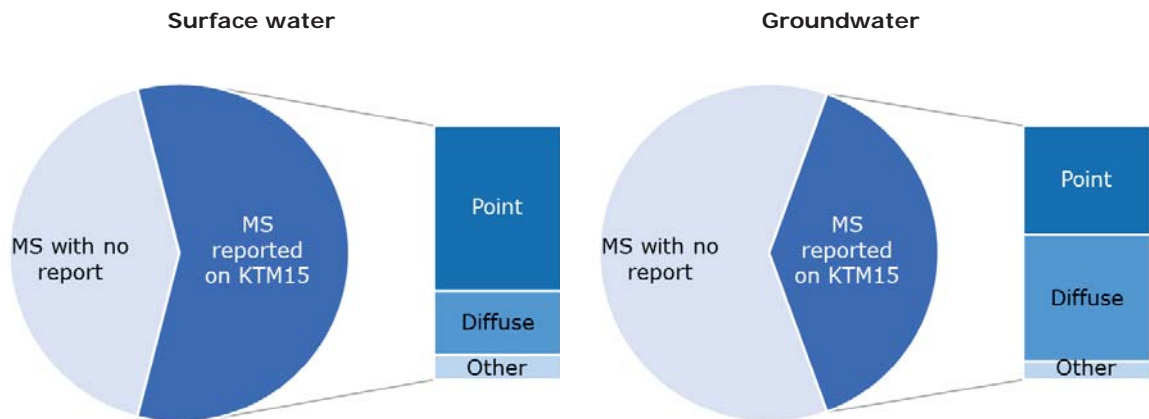 Surface water
MS with no
report
MS
reported
on KTM15
Point
Diffuse
Other
Groundwater
MS with no
report
MS
reported
on KTM15
Point
Diffuse
Other